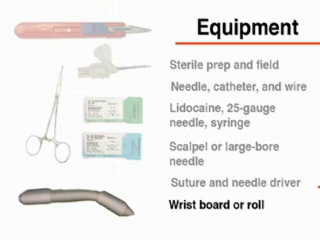 Equipment
Sterile prep and field
Needle, catheter, and wire
Lidocaine, 25-gauge
needle, syringe
Scalpel or large-bore
needle
Suture and needle driver
Wrist board or roll